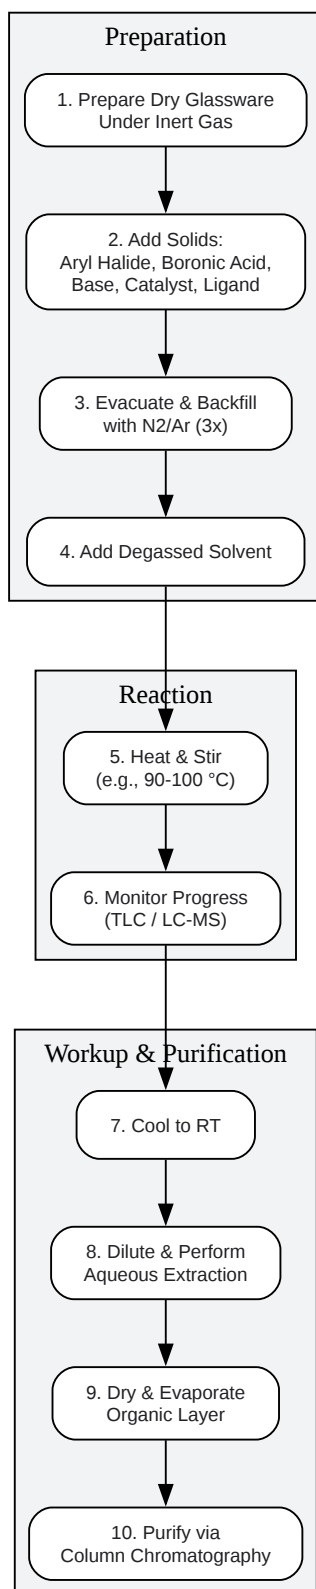 Preparation
1. Prepare Dry Glassware
Under Inert Gas
2. Add Solids:
Aryl Halide, Boronic Acid,
Base, Catalyst, Ligand
3. Evacuate & Backfill
with N2/Ar (3x)
4. Add Degassed Solvent
Reaction
5. Heat & Stir
(e.g., 90-100 °C)
6. Monitor Progress
(TLC / LC-MS)
Workup & Purification
7. Cool to RT
8. Dilute & Perform
Aqueous Extraction
9. Dry & Evaporate
Organic Layer
10. Purify via
Column Chromatography